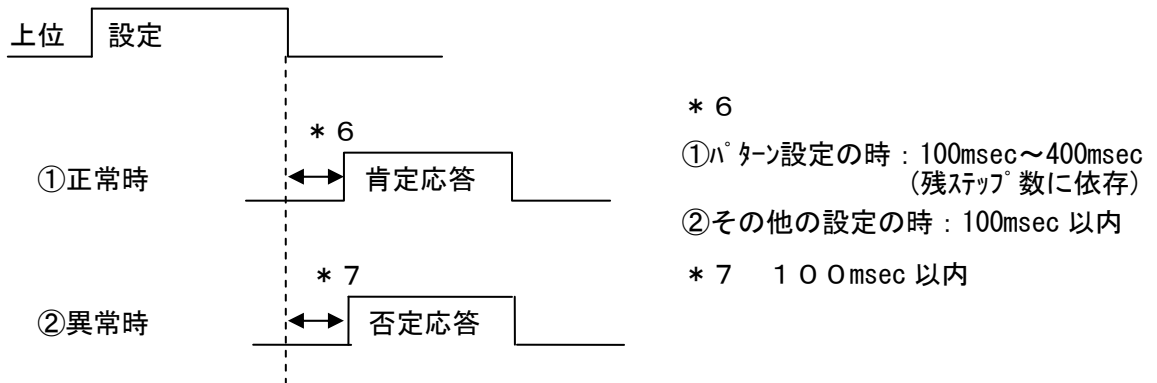 上位 設定
＊６
①正常時 肯定応答
＊７
②異常時 否定応答
＊６
①ﾊﾟﾀｰﾝ設定の時：100msec～400msec
(残ｽﾃｯﾌﾟ数に依存)
②その他の設定の時：100msec 以内
＊７　１００msec 以内